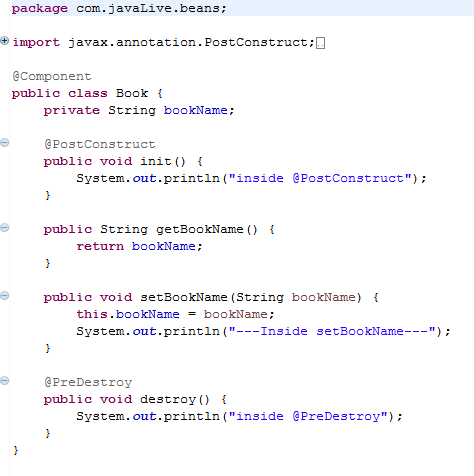 package com.javaLive.beans;
import javax.annotation.PostConstruct;
@Component
public class Book {
    private String bookName;
    @PostConstruct
    public void init() {
        System.out.println("inside @PostConstruct");
    }
    public String getBookName() {
        return bookName;
    }
    public void setBookName(String bookName) {
        this.bookName = bookName;
        System.out.println("---Inside setBookName---");
    }
    @PreDestroy
    public void destroy() {
        System.out.println("inside @PreDestroy");
    }
}